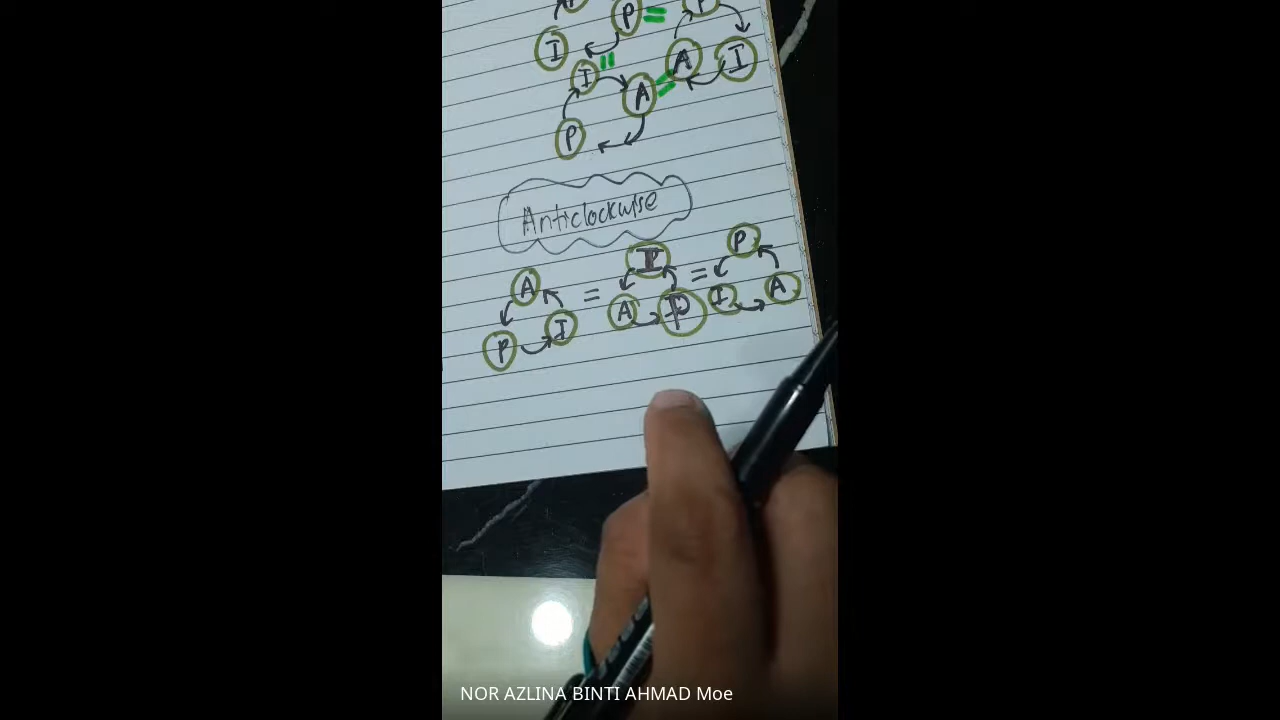 P = P
I
I = A I
A =
P
Anticlockwise
A = I = P
P I A P I A
NOR AZLINA BINTI AHMAD Moe